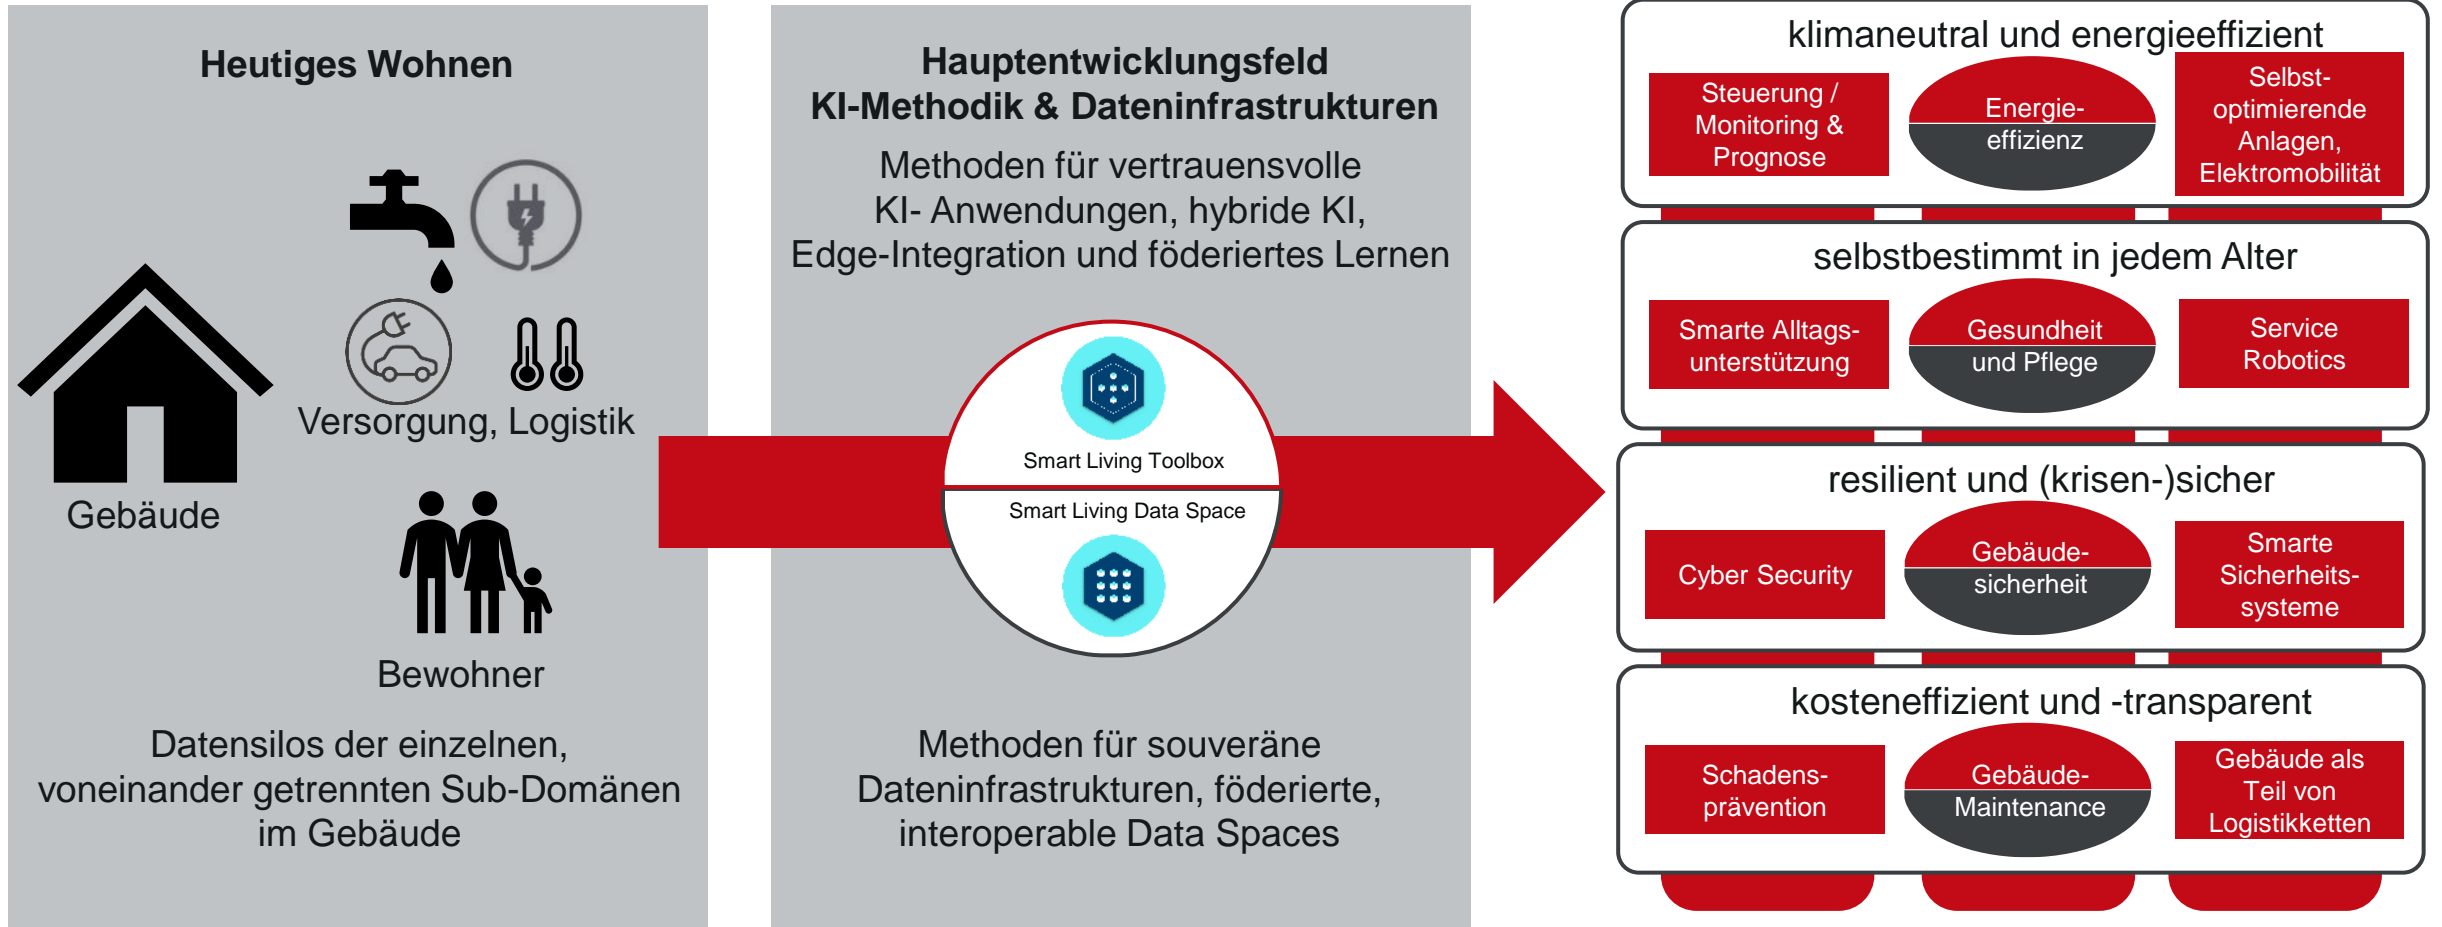 Heutiges Wohnen
Versorgung, Logistik
Gebäude
Bewohner
Datensilos der einzelnen,
voneinander getrennten Sub-Domänen
im Gebäude
Hauptentwicklungsfeld
KI-Methodik & Dateninfrastrukturen
Methoden für vertrauensvolle
KI- Anwendungen, hybride KI,
Edge-Integration und föderiertes Lernen
Smart Living Toolbox
Smart Living Data Space
Methoden für souveräne
Dateninfrastrukturen, föderierte,
interoperable Data Spaces
klimaneutral und energieeffizient
Steuerung /
Monitoring &
Prognose
Energie-
effizienz
Selbst-
optimierende
Anlagen,
Elektromobilität
selbstbestimmt in jedem Alter
Smarte Alltags-
unterstützung
Gesundheit
und Pflege
Service
Robotics
resilient und (krisen-)sicher
Cyber Security
Gebäude-
sicherheit
Smarte
Sicherheits-
systeme
kosteneffizient und -transparent
Schadens-
prävention
Gebäude-
Maintenance
Gebäude als
Teil von
Logistikketten